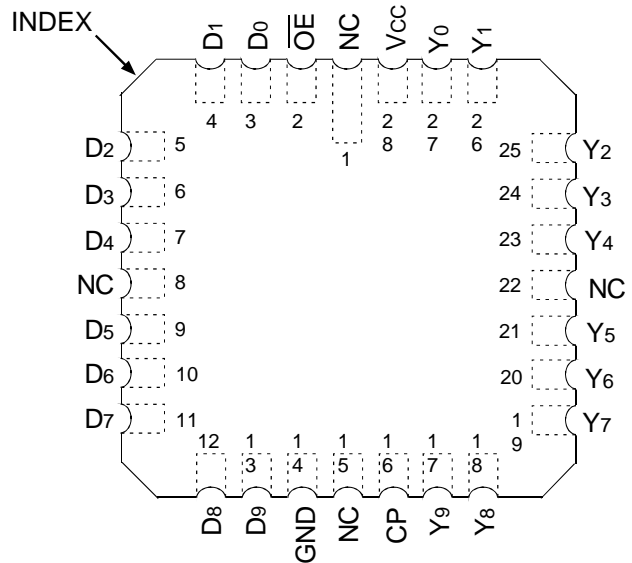 INDEX
D1 D0 O̅E̅ NC VCC Y0 Y1
4 3 2 1 28 27 26
D2 5 25 Y2
D3 6 24 Y3
D4 7 23 Y4
NC 8 22 NC
D5 9 21 Y5
D6 10 20 Y6
D7 11 19 Y7
12 13 14 15 16 17 18
D8 D9 GND NC CP Y9 Y8